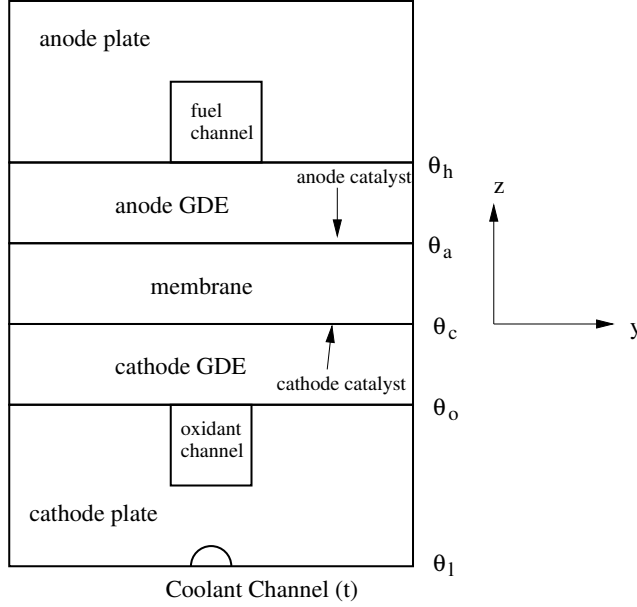 anode plate
fuel
channel
θh
anode catalyst
z
anode GDE
θa
membrane
θc
y
cathode GDE
cathode catalyst
θo
oxidant
channel
cathode plate
θl
Coolant Channel (t)